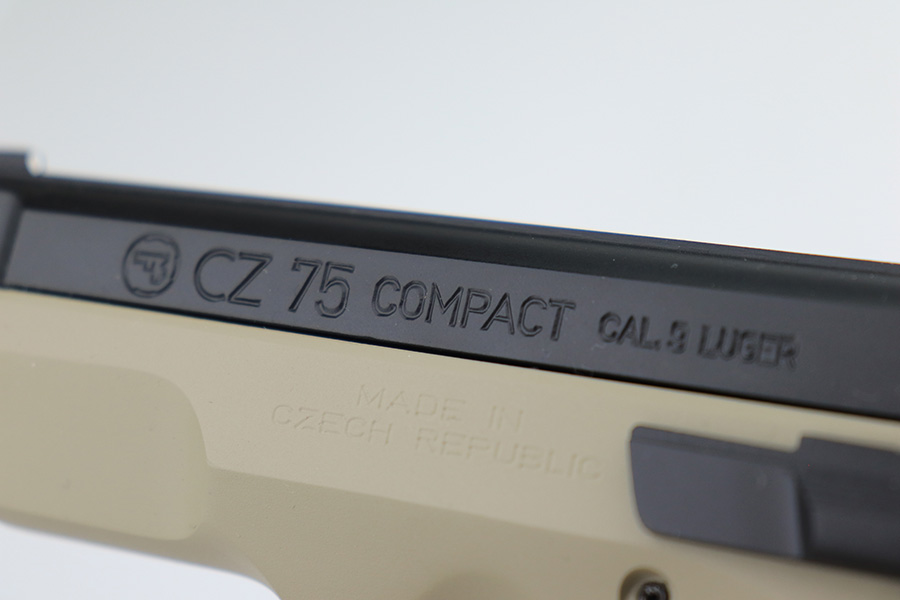 CZ 75 COMPACT CAL. 9 LUGER
MADE IN
CZECH REPUBLIC